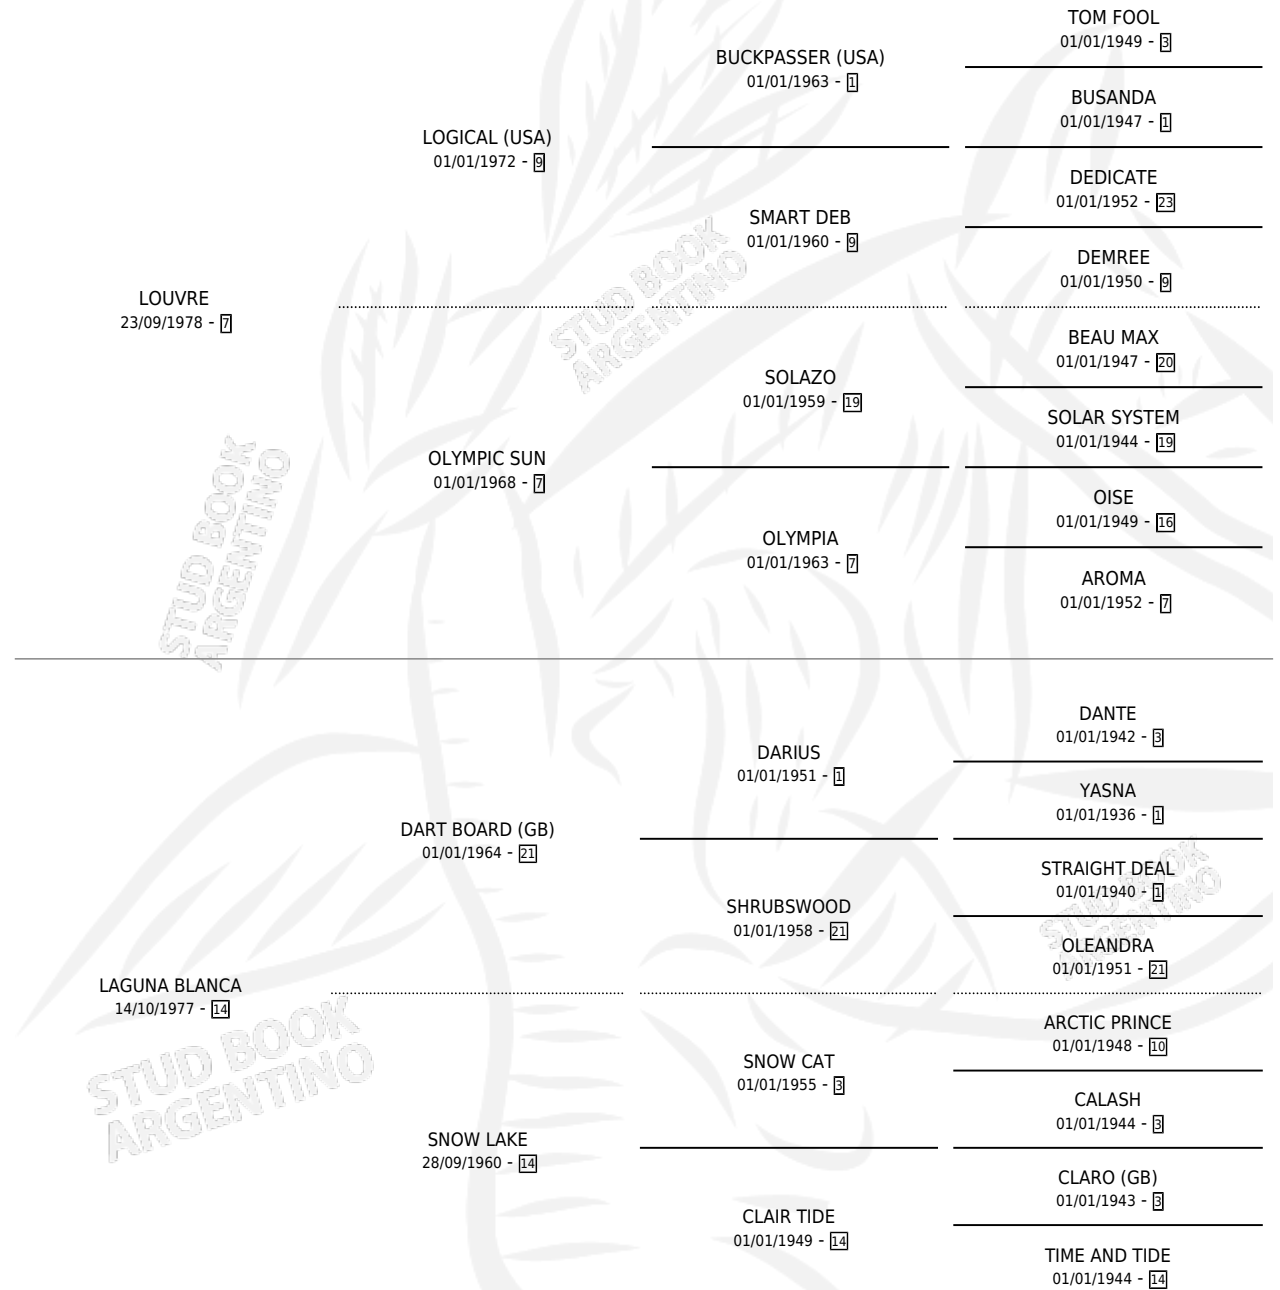 TOM FOOL
01/01/1949 - 3
BUCKPASSER (USA)
01/01/1963 - 1
BUSANDA
01/01/1947 - 1
LOGICAL (USA)
01/01/1972 - 9
DEDICATE
01/01/1952 - 23
SMART DEB
01/01/1960 - 9
DEMREE
01/01/1950 - 9
LOUVRE
23/09/1978 - 7
BEAU MAX
01/01/1947 - 20
SOLAZO
01/01/1959 - 19
SOLAR SYSTEM
01/01/1944 - 19
OLYMPIC SUN
01/01/1968 - 7
OISE
01/01/1949 - 16
OLYMPIA
01/01/1963 - 7
AROMA
01/01/1952 - 7
DANTE
01/01/1942 - 3
DARIUS
01/01/1951 - 1
YASNA
01/01/1936 - 1
DART BOARD (GB)
01/01/1964 - 21
STRAIGHT DEAL
01/01/1940 - 1
SHRUBSWOOD
01/01/1958 - 21
OLEANDRA
01/01/1951 - 21
LAGUNA BLANCA
14/10/1977 - 14
ARCTIC PRINCE
01/01/1948 - 10
SNOW CAT
01/01/1955 - 3
CALASH
01/01/1944 - 3
SNOW LAKE
28/09/1960 - 14
CLARO (GB)
01/01/1943 - 3
CLAIR TIDE
01/01/1949 - 14
TIME AND TIDE
01/01/1944 - 14
STUD BOOK
ARGENTINO
STUD BOOK
ARGENTINO
STUD BOOK
ARGENTINO
STUD BOOK
ARGENTINO